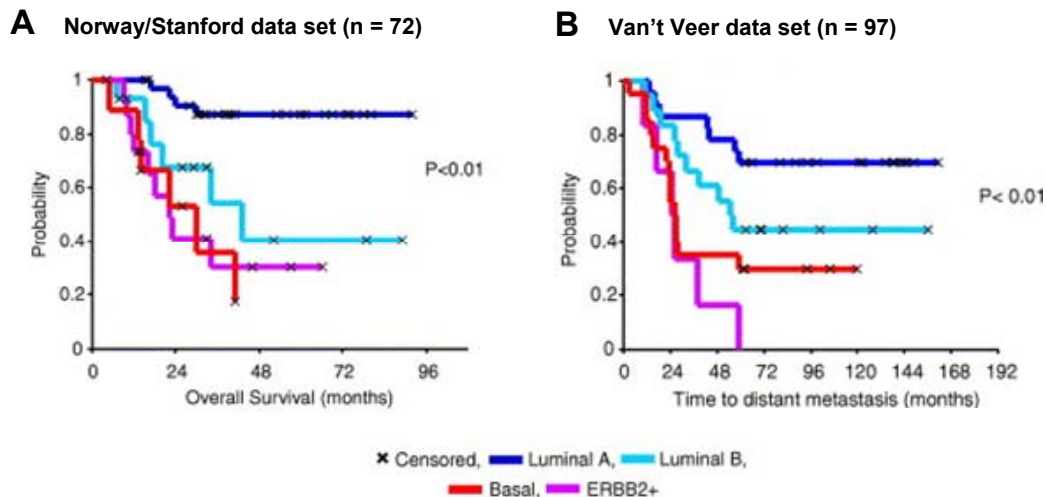 A Norway/Stanford data set (n = 72)
B Van't Veer data set (n = 97)
1
0.8
0.6
0.4
0.2
0
Probability
P<0.01
0 24 48 72 96
Overall Survival (months)
1
0.8
0.6
0.4
0.2
0
Probabililty
P< 0.01
0 24 48 72 96 120 144 168 192
Time to distant metastasis (months)
× Censored, Luminal A, Luminal B,
Basal, ERBB2+